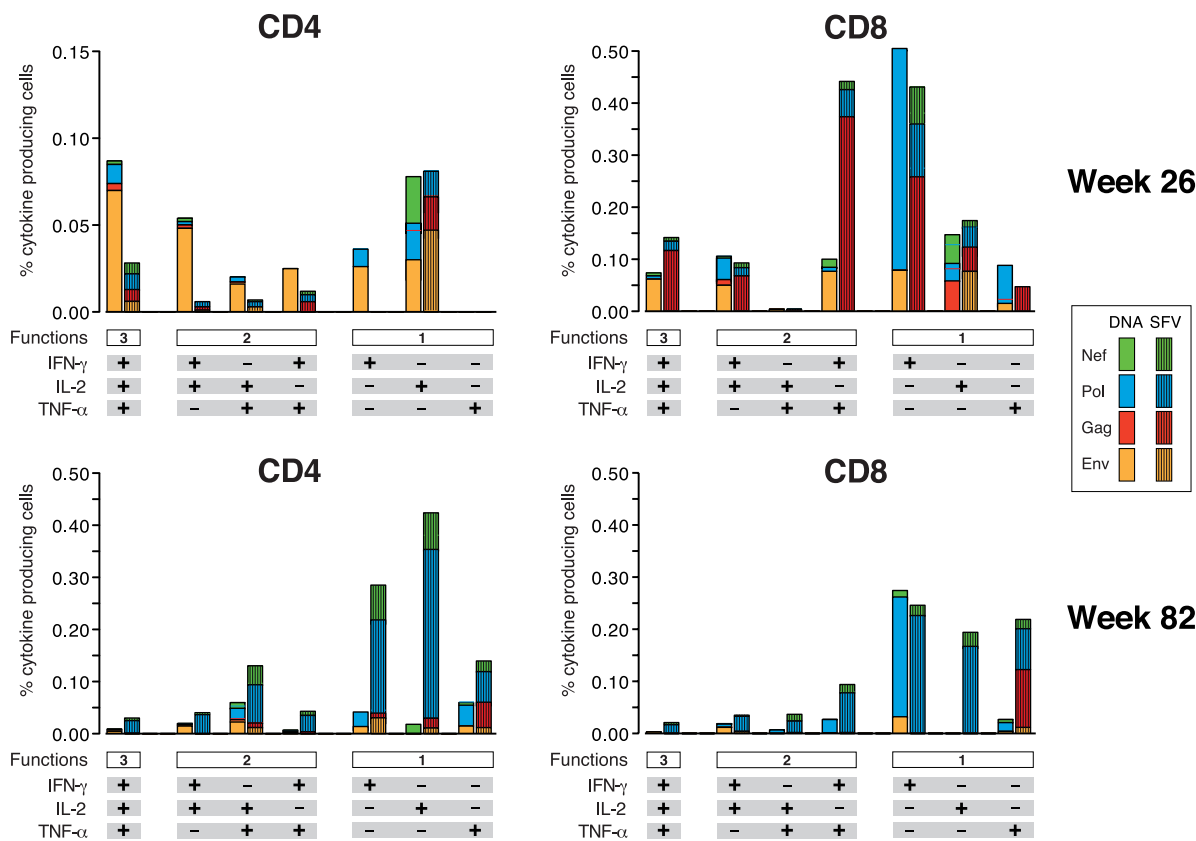 CD4
CD8
% cytokine producing cells
0.15
0.10
0.05
0.00
% cytokine producing cells
0.50
0.40
0.30
0.20
0.10
0.00
Week 26
Functions 3 2 1
IFN-γ + + – + + – –
IL-2 + + + – – + –
TNF-α + – + + – – +
Functions 3 2 1
IFN-γ + + – + + – –
IL-2 + + + – – + –
TNF-α + – + + – – +
DNA SFV
Nef
Pol
Gag
Env
CD4
CD8
% cytokine producing cells
0.50
0.40
0.30
0.20
0.10
0.00
% cytokine producing cells
0.50
0.40
0.30
0.20
0.10
0.00
Week 82
Functions 3 2 1
IFN-γ + + – + + – –
IL-2 + + + – – + –
TNF-α + – + + – – +
Functions 3 2 1
IFN-γ + + – + + – –
IL-2 + + + – – + –
TNF-α + – + + – – +